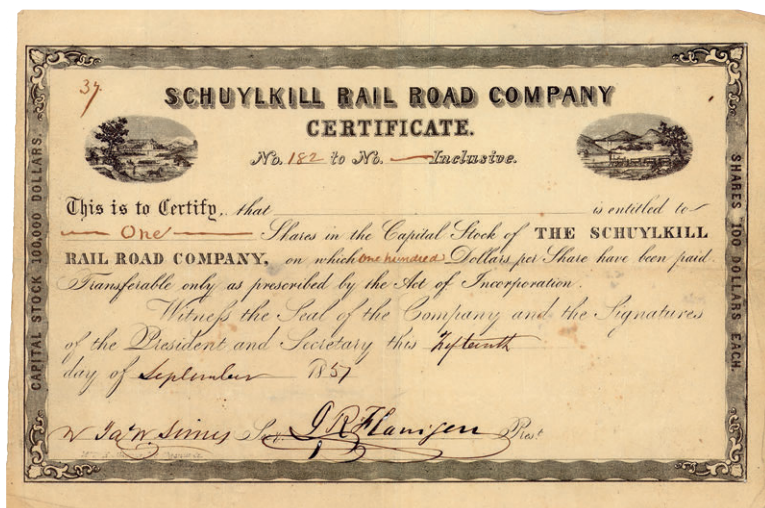 37
SCHUYLKILL RAIL ROAD COMPANY
CERTIFICATE.
No. 182 to No. — Inclusive.
This is to Certify, that is entitled to
One Shares in the Capital Stock of THE SCHUYLKILL
RAIL ROAD COMPANY, on which one hundred Dollars per Share have been paid
Transferable only as prescribed by the Act of Incorporation.
Witness the Seal of the Company and the Signatures
of the President and Secretary this fifteenth
day of September 1857
Secy. J R Flanigen Prest
CAPITAL STOCK 100,000 DOLLARS.
SHARES 100 DOLLARS EACH.